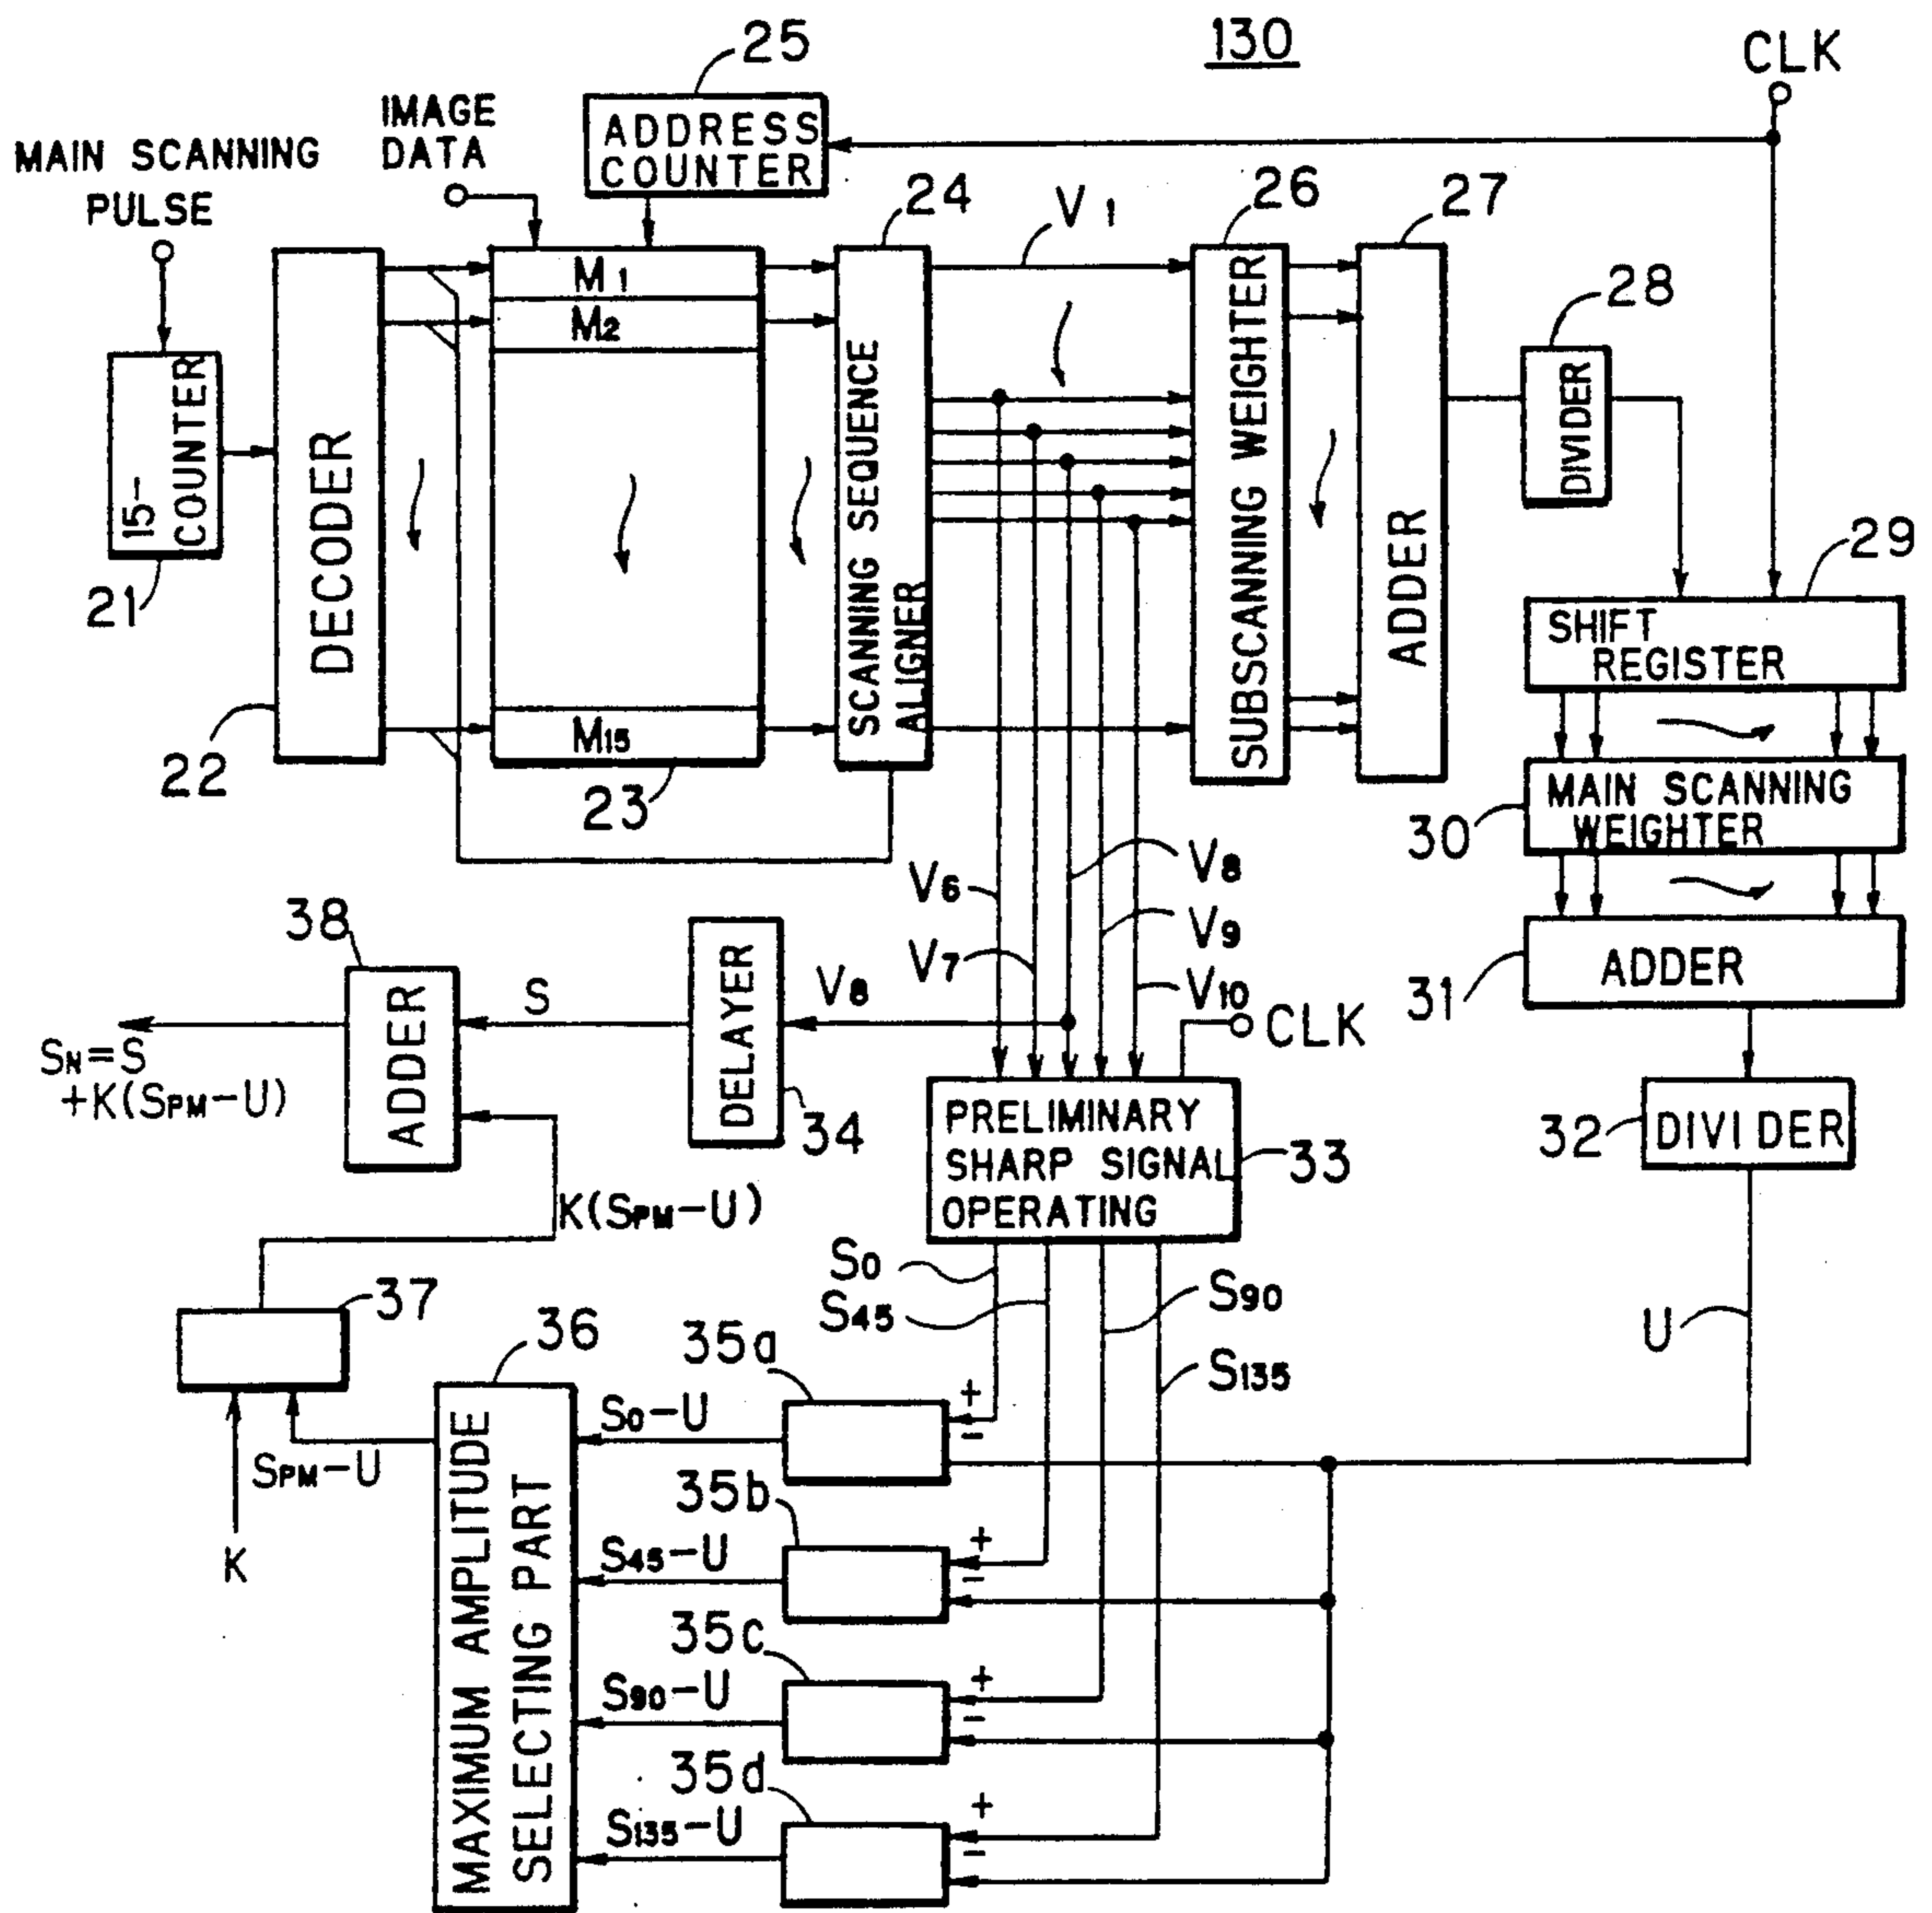 130
CLK
25
IMAGE
DATA
ADDRESS
COUNTER
MAIN SCANNING
PULSE
24
V1
26
27
28
M1
M2
M15
15-
COUNTER
21
DECODER
22
23
SCANNING SEQUENCE
ALIGNER
SUBSCANNING WEIGHTER
ADDER
DIVIDER
29
SHIFT
REGISTER
30
MAIN SCANNING
WEIGHTER
31
ADDER
32
DIVIDER
U
V6
V7
V8
V9
V10
CLK
38
ADDER
S
DELAYER
34
V8
SN=S
+K(SPM-U)
K(SPM-U)
PRELIMINARY
SHARP SIGNAL
OPERATING
33
S0
S45
S90
S135
37
K
SPM-U
36
MAXIMUM AMPLITUDE
SELECTING PART
35a
S0-U
+
-
35b
S45-U
+
-
35c
S90-U
+
-
35d
S135-U
+
-